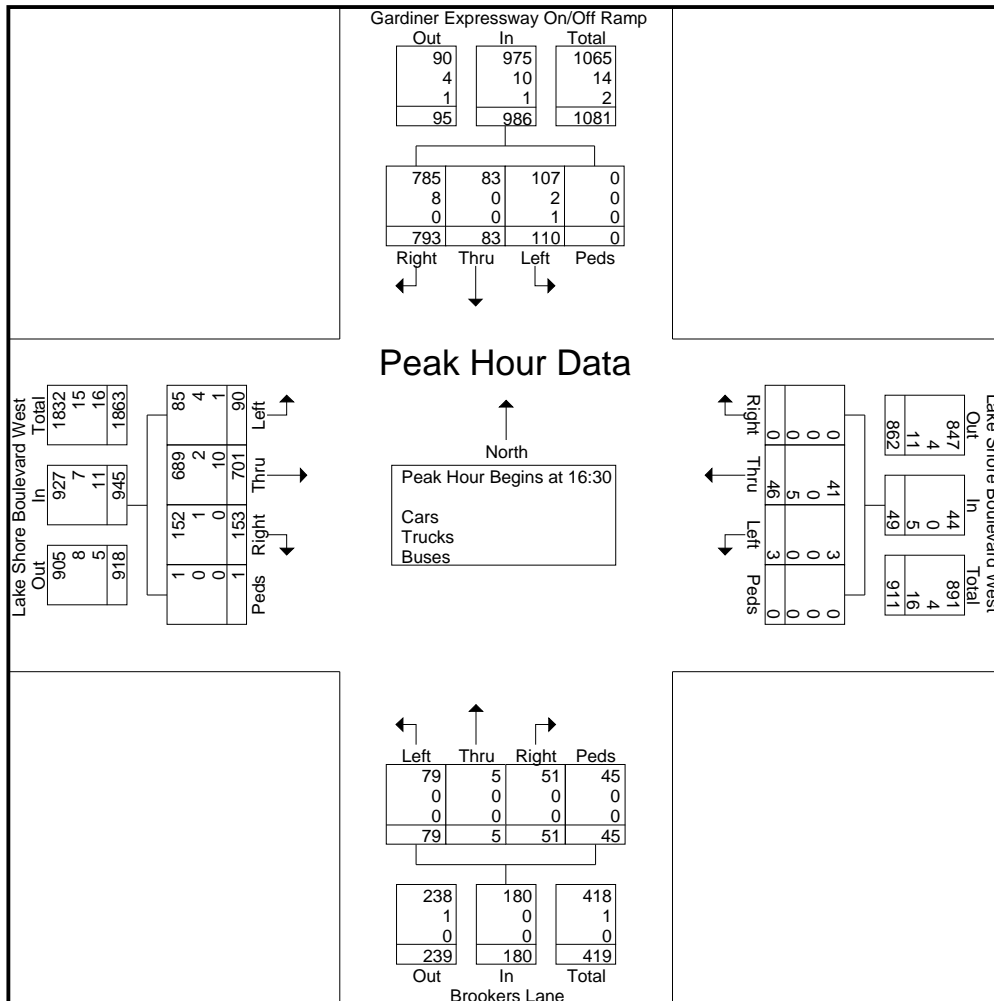 Gardiner Expressway On/Off Ramp
Out In Total
90 975 1065
4 10 14
1 1 2
95 986 1081
785 83 107 0
8 0 2 0
0 0 1 0
793 83 110 0
Right Thru Left Peds
Peak Hour Data
North
Peak Hour Begins at 16:30
Cars
Trucks
Buses
Lake Shore Boulevard West
Out In Total
905 927 1832
8 7 15
5 11 16
918 945 1863
1 152 689 85
0 1 2 4
0 0 10 1
1 153 701 90
Peds Right Thru Left
Lake Shore Boulevard West
Out In Total
847 44 891
4 0 4
11 5 16
862 49 911
0 41 3 0
0 0 0 0
0 5 0 0
0 46 3 0
Right Thru Left Peds
Left Thru Right Peds
79 5 51 45
0 0 0 0
0 0 0 0
79 5 51 45
238 180 418
1 0 1
0 0 0
239 180 419
Out In Total
Brookers Lane